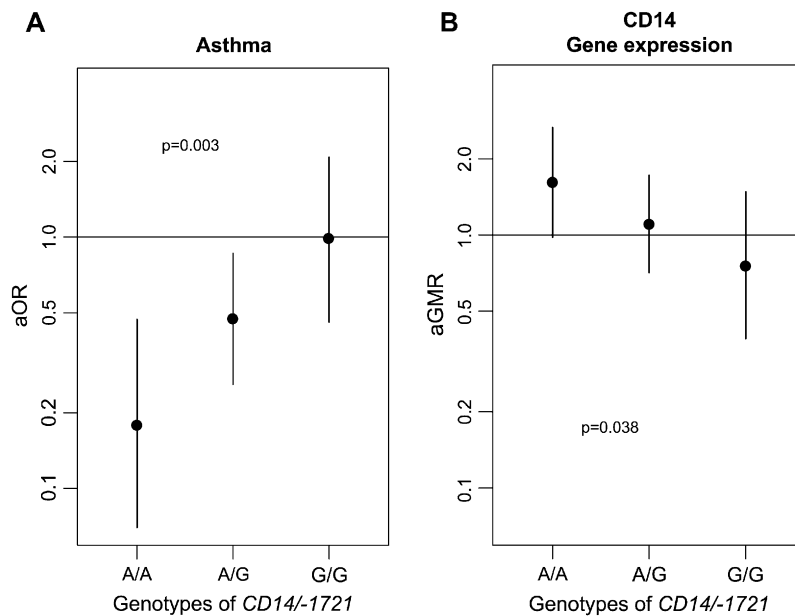 A
Asthma
p=0.003
aOR
2.0
1.0
0.5
0.2
0.1
A/A A/G G/G
Genotypes of CD14/-1721
B
CD14
Gene expression
p=0.038
aGMR
2.0
1.0
0.5
0.2
0.1
A/A A/G G/G
Genotypes of CD14/-1721